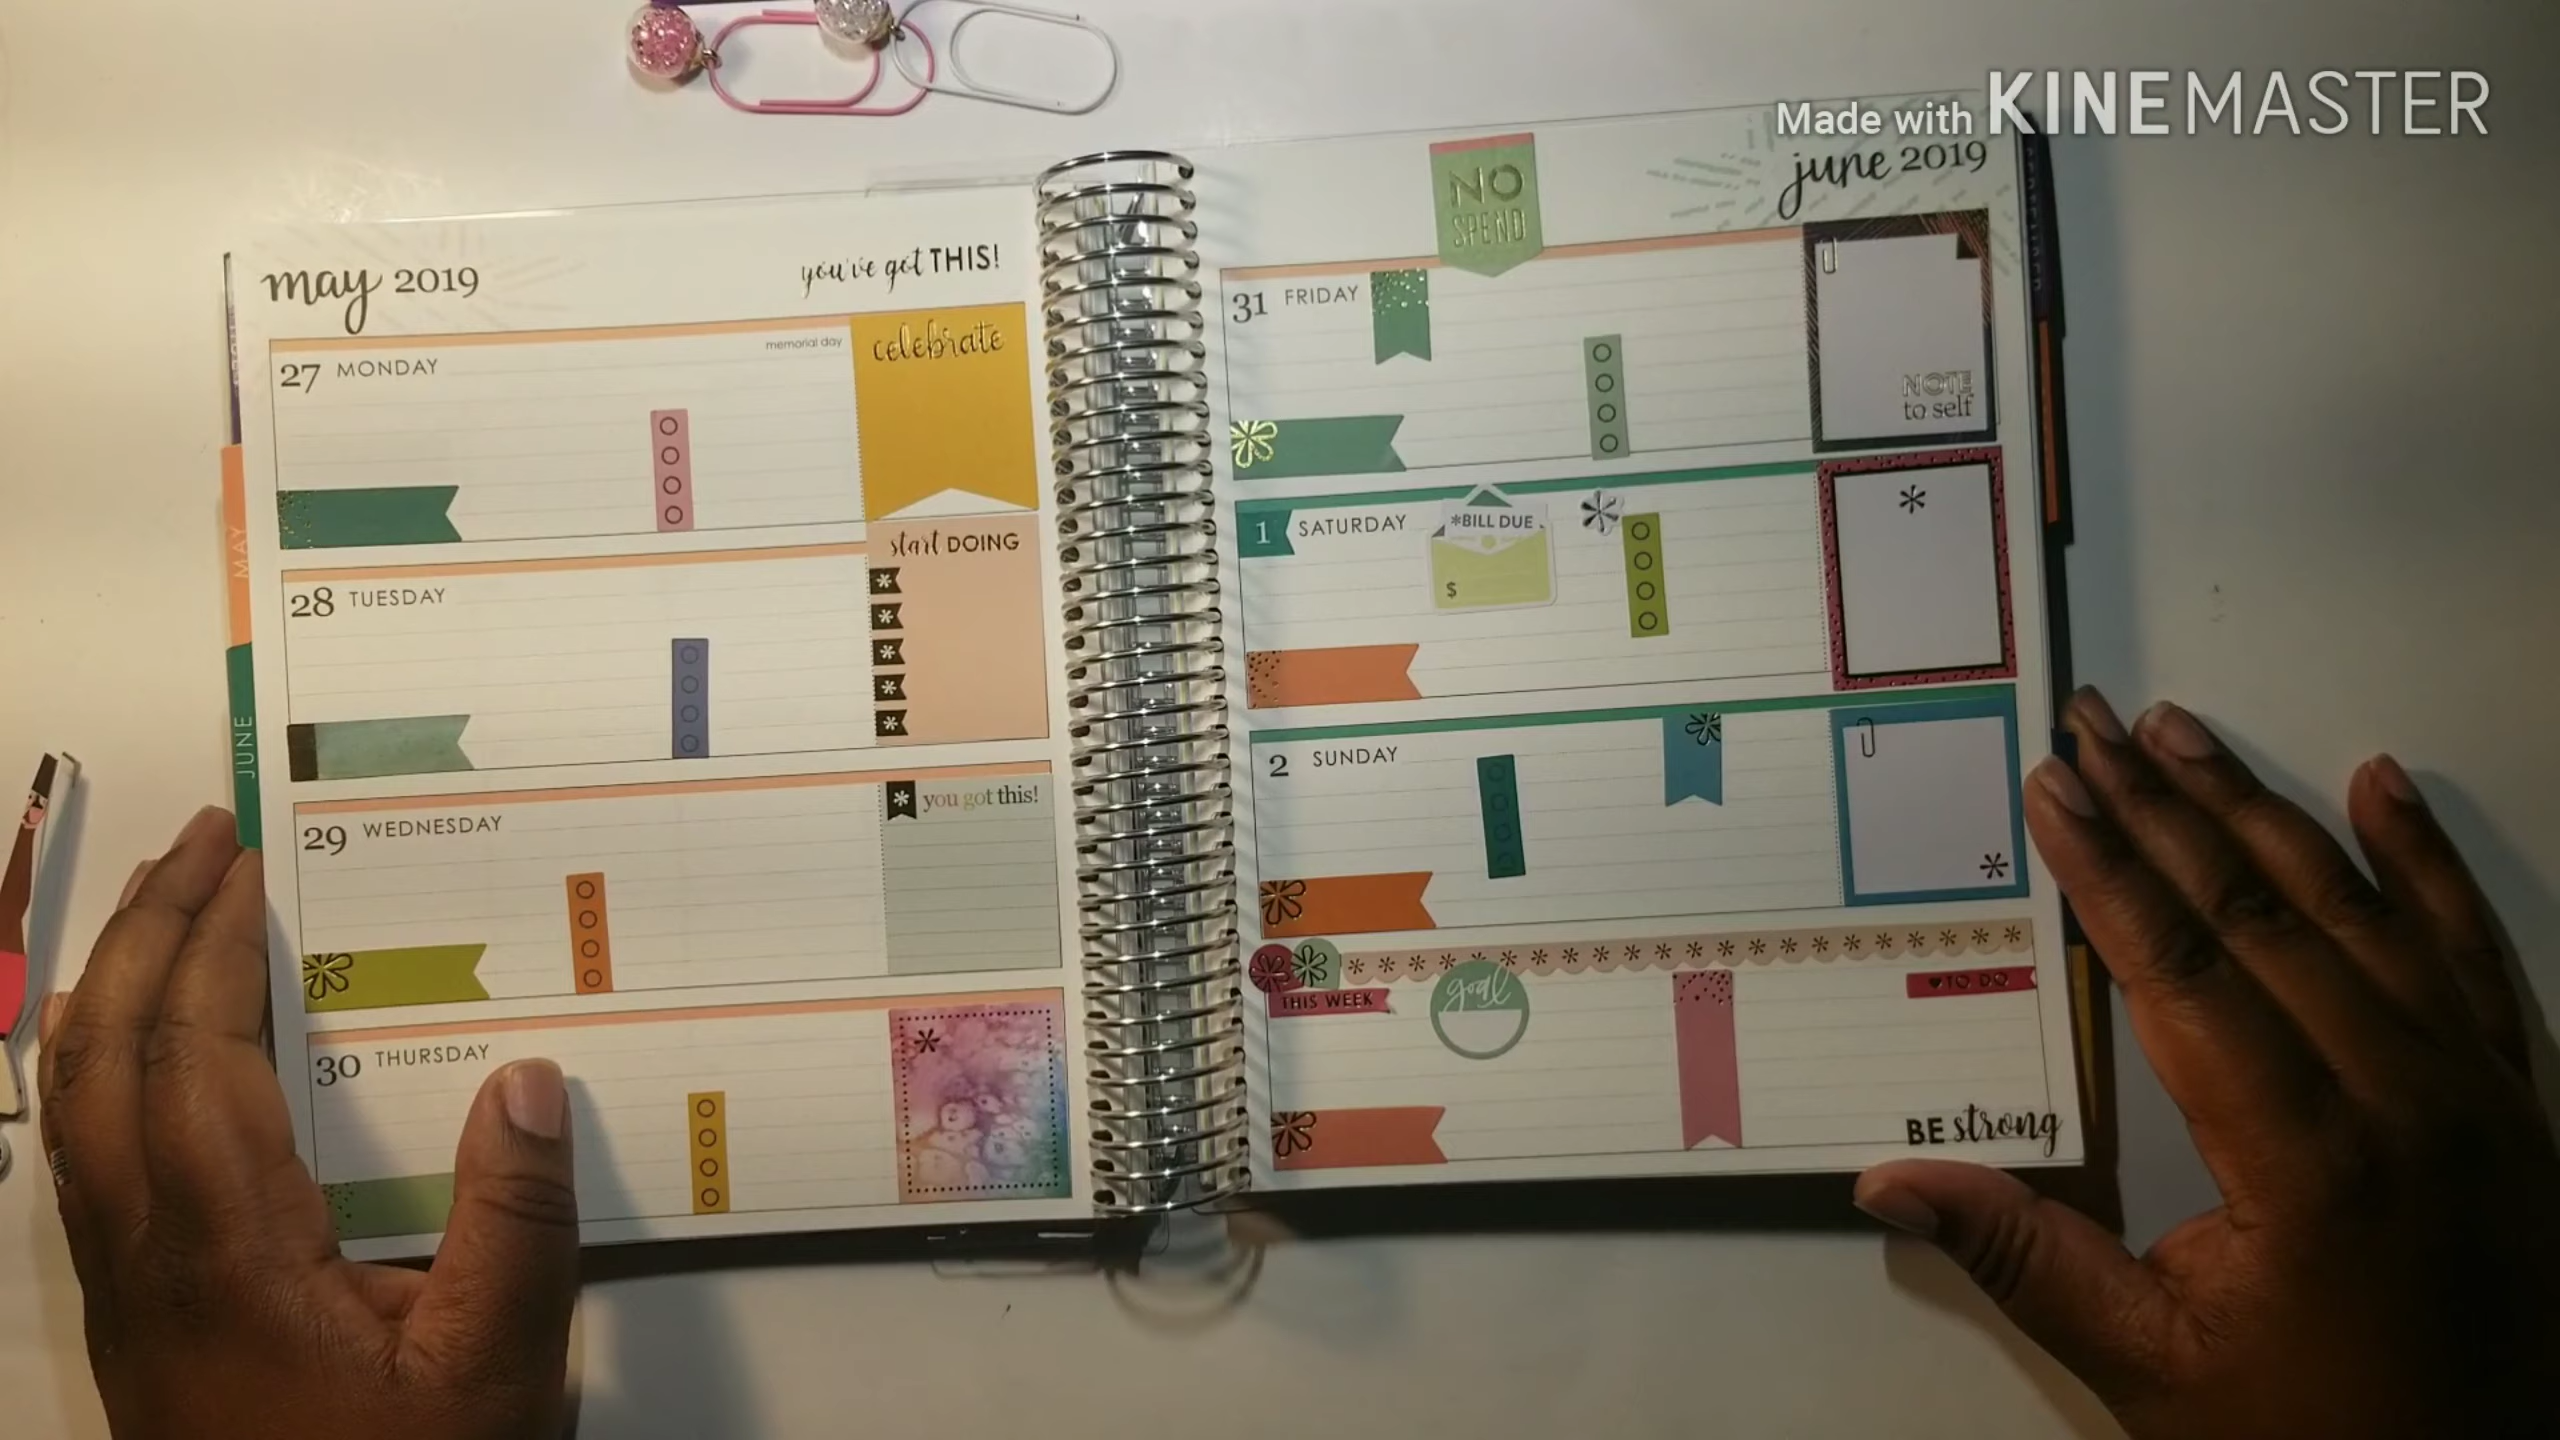 Made with KINEMASTER
may 2019
you've got THIS!
27 MONDAY
memorial day
celebrate
28 TUESDAY
start DOING
29 WEDNESDAY
you got this!
30 THURSDAY
MAY
JUNE
june 2019
NO
SPEND
31 FRIDAY
NOTE
to self
1 SATURDAY
*BILL DUE
$
2 SUNDAY
THIS WEEK
goal
TO DO
BE strong